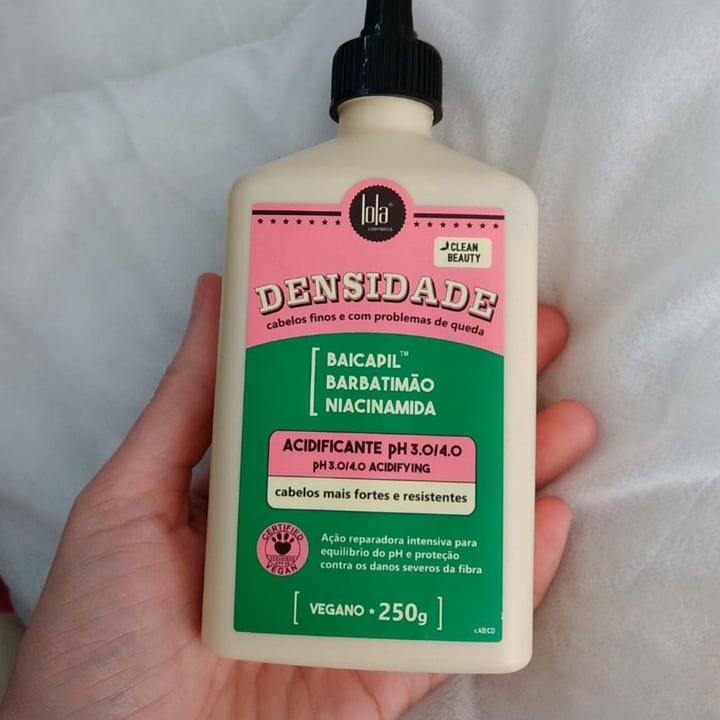 lola
cosmetics
CLEAN
BEAUTY
DENSIDADE
cabelos finos e com problemas de queda
BAICAPIL™
BARBATIMÃO
NIACINAMIDA
ACIDIFICANTE pH 3.0/4.0
pH 3.0/4.0 ACIDIFYING
cabelos mais fortes e resistentes
CERTIFIED
VEGAN
Ação reparadora intensiva para
equilíbrio do pH e proteção
contra os danos severos da fibra
[ VEGANO ★ 250g ]